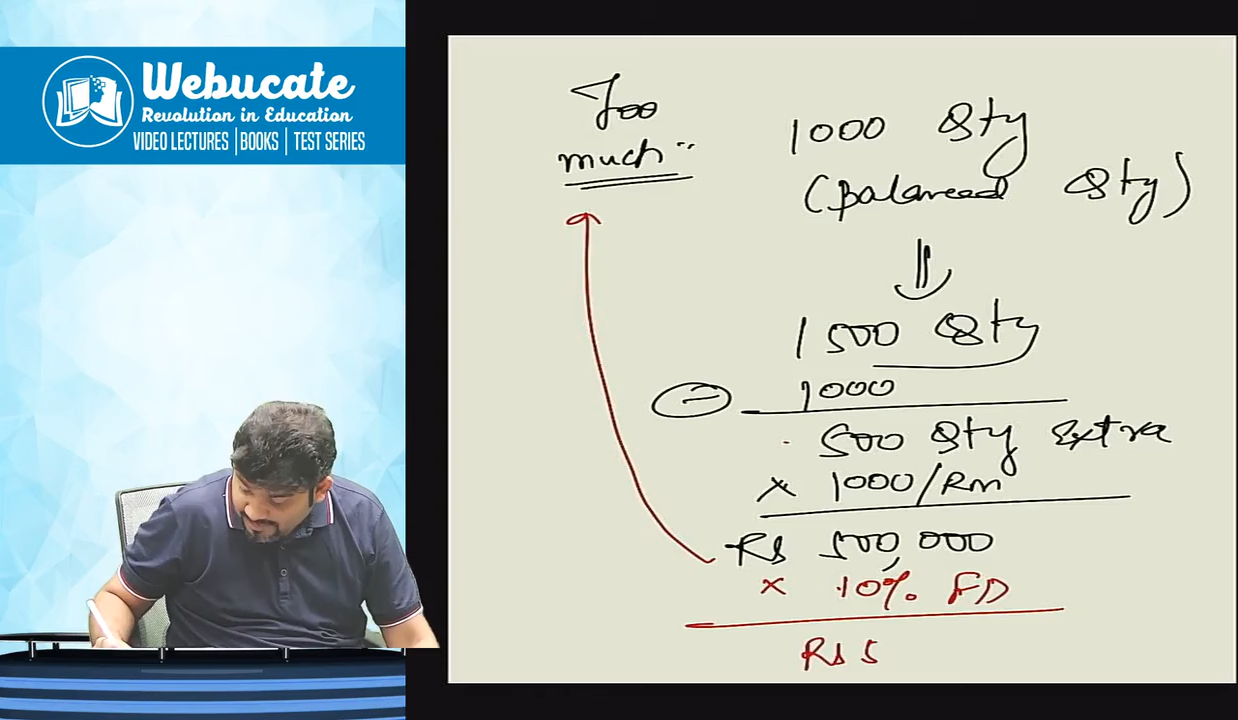 Webucate
Revolution in Education
VIDEO LECTURES | BOOKS | TEST SERIES
Too
much
1000 Qty
(Balanced Qty)
1500 Qty
1000
500 Qty Extra
x 1000/RM
Rs 500,000
x 10% FD
Rs 5